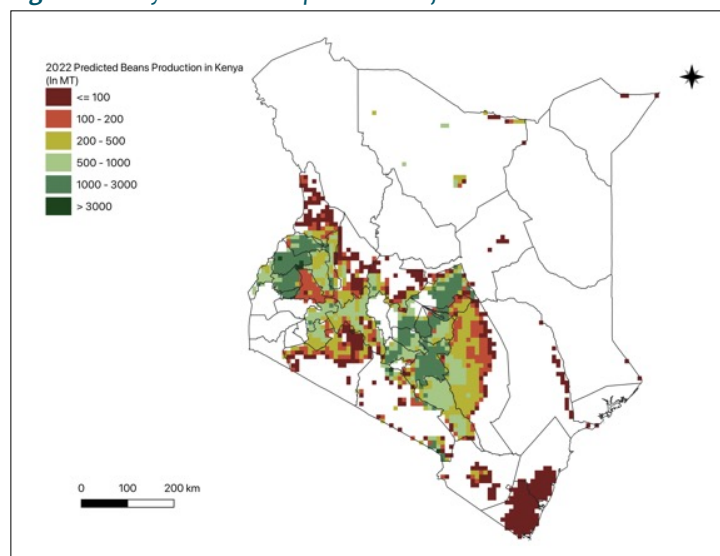 2022 Predicted Beans Production in Kenya
(In MT)
<= 100
100 - 200
200 - 500
500 - 1000
1000 - 3000
> 3000
0 100 200 km